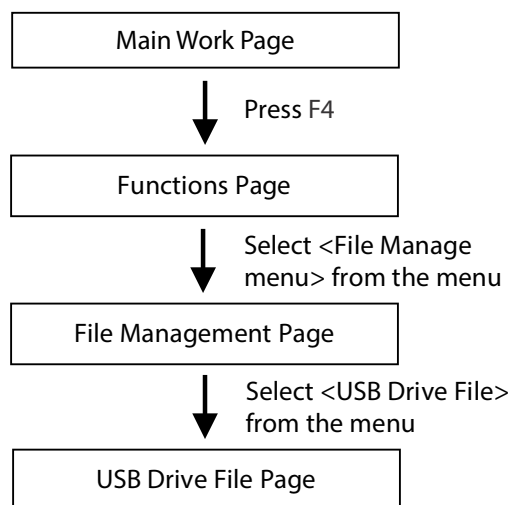 Main Work Page
Press F4
Functions Page
Select <File Manage
menu> from the menu
File Management Page
Select <USB Drive File>
from the menu
USB Drive File Page